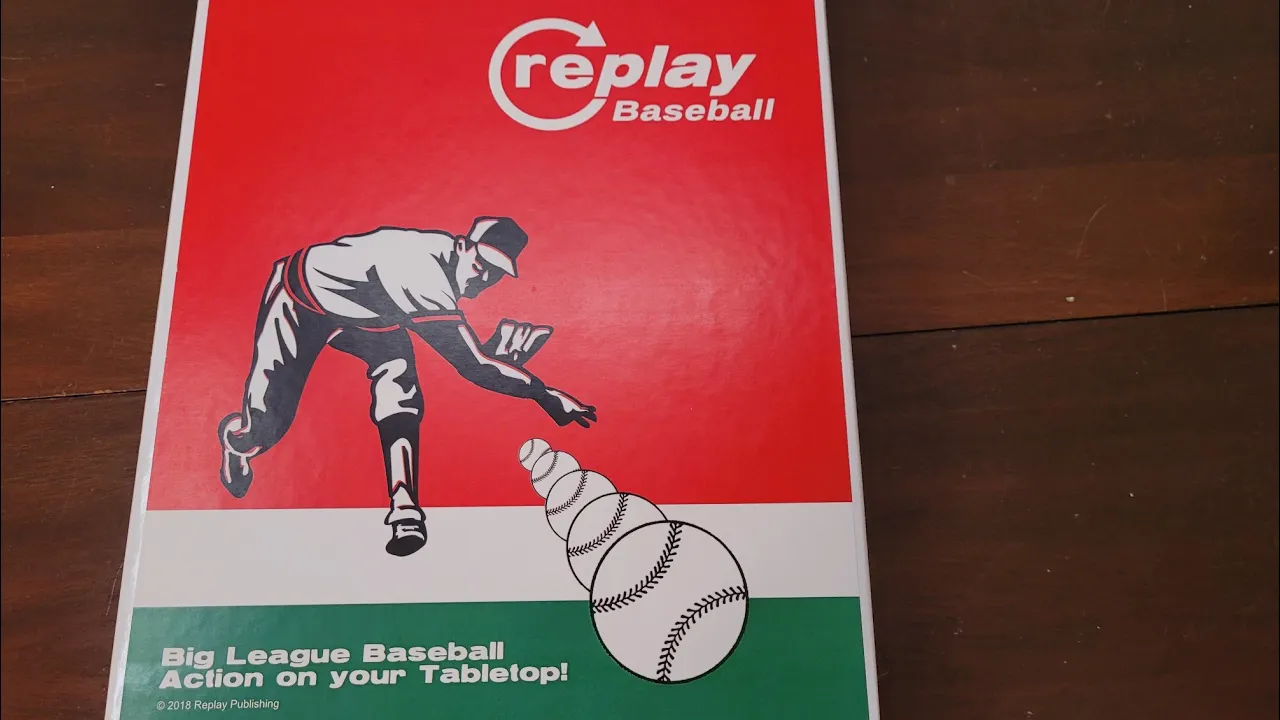 replay
Baseball
Big League Baseball
Action on your Tabletop!
© 2018 Replay Publishing